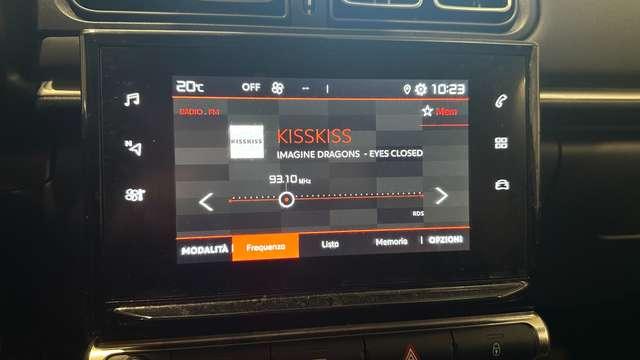 20°C OFF -- 10:23
RADIO . FM
Mem
KISSKISS
KISSKISS
IMAGINE DRAGONS - EYES CLOSED
93.10 MHz
RDS
MODALITÀ Frequenza Lista Memoria OPZIONI
N